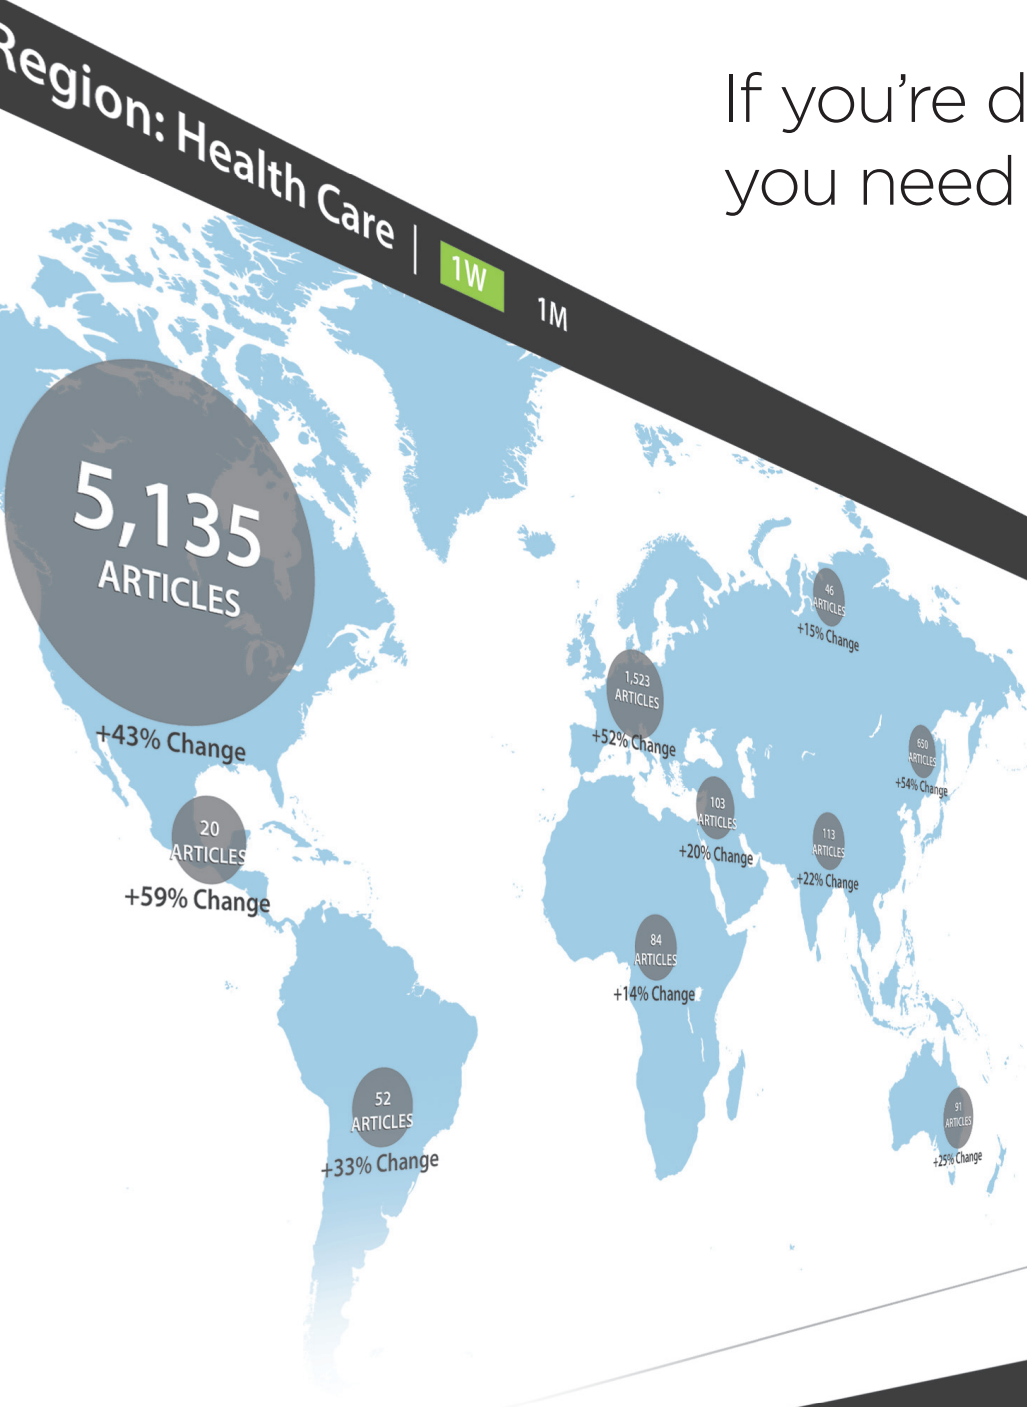 Region: Health Care | 1W 1M
If you're d
you need
5,135
ARTICLES
+43% Change
46
ARTICLES
+15% Change
1,523
ARTICLES
+52% Change
650
ARTICLES
+54% Change
103
ARTICLES
+20% Change
113
ARTICLES
+22% Change
20
ARTICLES
+59% Change
84
ARTICLES
+14% Change
52
ARTICLES
+33% Change
91
ARTICLES
+25% Change